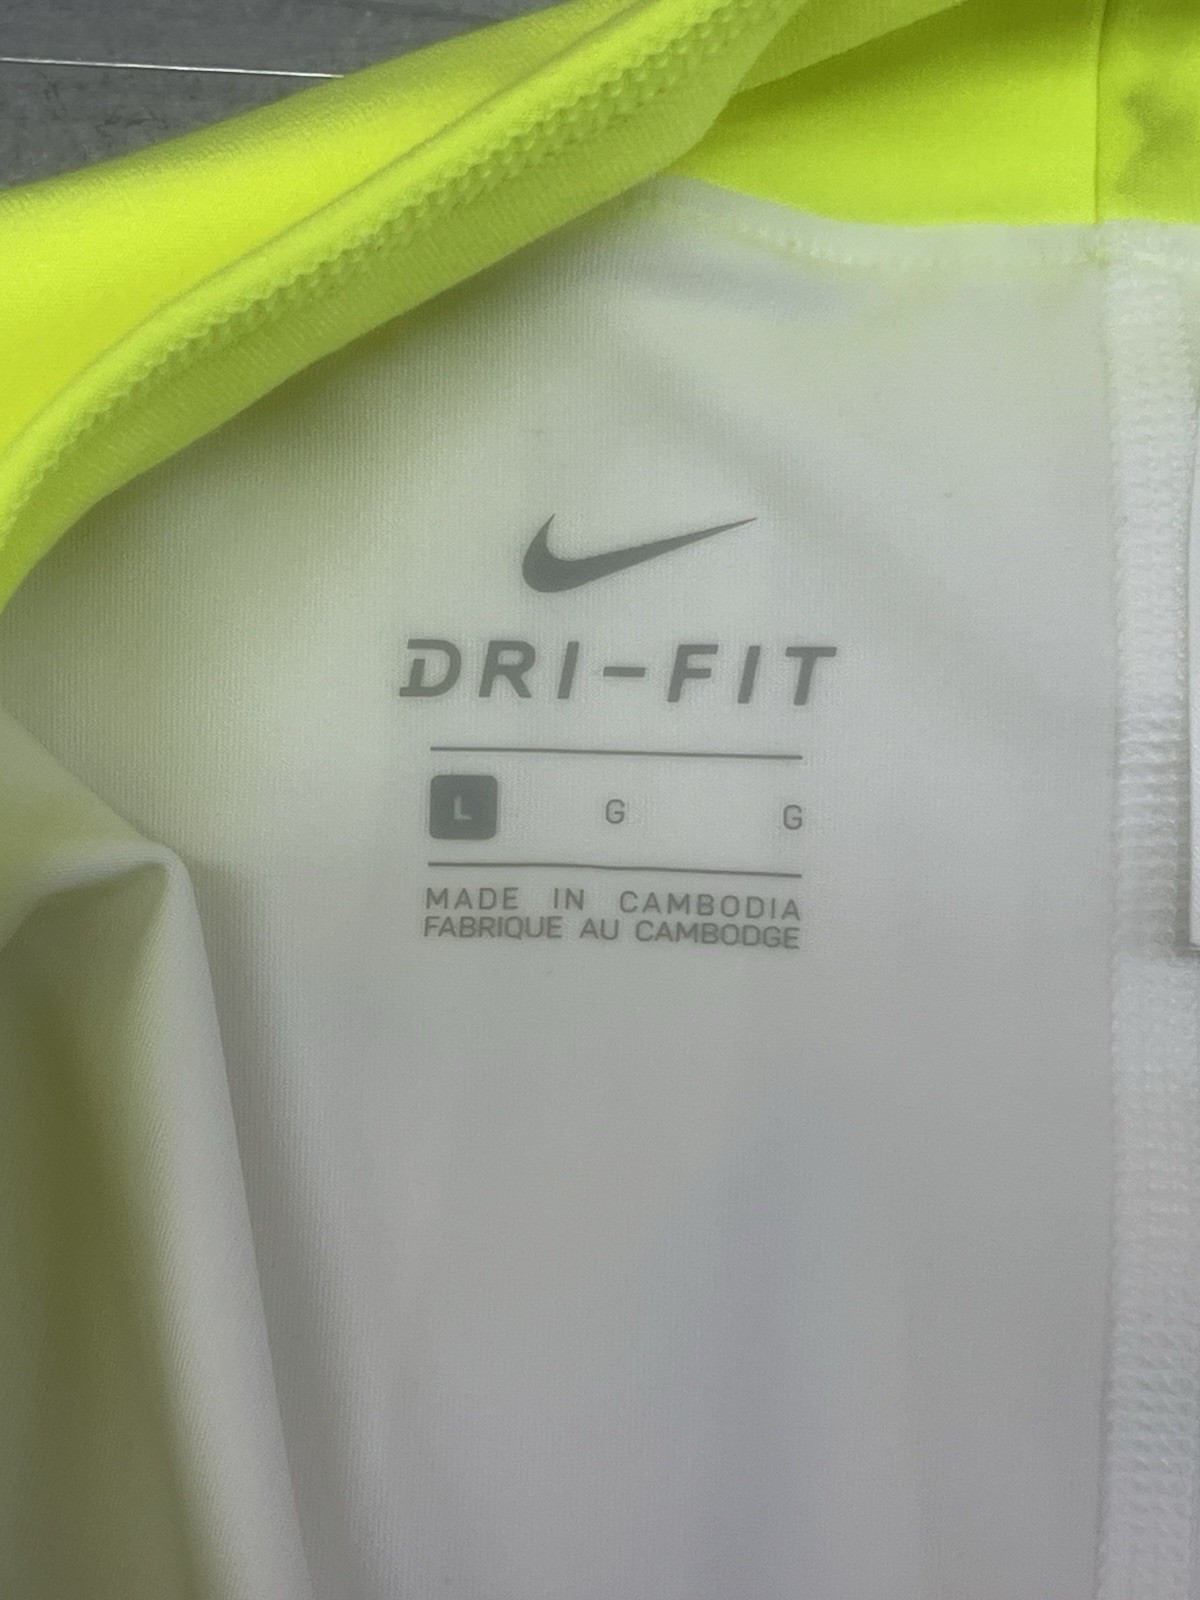 DRI-FIT
L G G
MADE IN CAMBODIA
FABRIQUE AU CAMBODGE